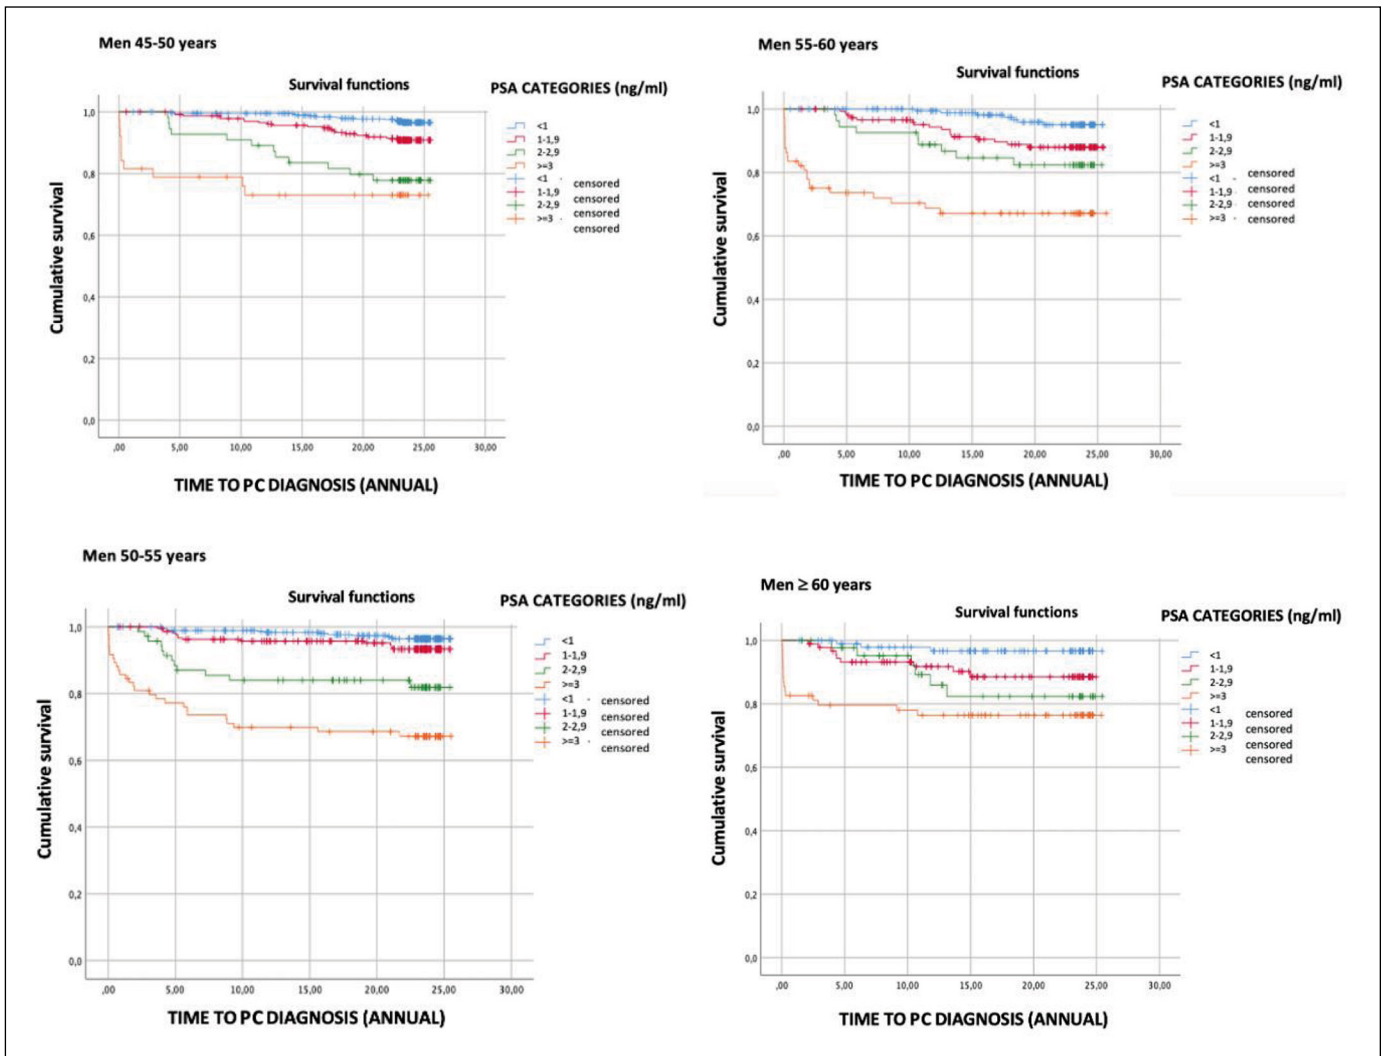 Men 45-50 years
Survival functions
PSA CATEGORIES (ng/ml)
<1
1-1,9
2-2,9
>=3
<1 - censored
1-1,9 censored
2-2,9 censored
>=3 - censored
Cumulative survival
1,0
0,8
0,6
0,4
0,2
0,0
,00 5,00 10,00 15,00 20,00 25,00 30,00
TIME TO PC DIAGNOSIS (ANNUAL)
Men 55-60 years
Survival functions
PSA CATEGORIES (ng/ml)
<1
1-1,9
2-2,9
>=3
<1 - censored
1-1,9 censored
2-2,9 censored
>=3 - censored
Cumulative survival
1,0
0,8
0,6
0,4
0,2
0,0
,00 5,00 10,00 15,00 20,00 25,00 30,00
TIME TO PC DIAGNOSIS (ANNUAL)
Men 50-55 years
Survival functions
PSA CATEGORIES (ng/ml)
<1
1-1,9
2-2,9
>=3
<1 - censored
1-1,9 censored
2-2,9 censored
>=3 - censored
Cumulative survival
1,0
0,8
0,6
0,4
0,2
0,0
,00 5,00 10,00 15,00 20,00 25,00 30,00
TIME TO PC DIAGNOSIS (ANNUAL)
Men ≥ 60 years
Survival functions
PSA CATEGORIES (ng/ml)
<1
1-1,9
2-2,9
>=3
<1 censored
1-1,9 censored
2-2,9 censored
>=3 censored
Cumulative survival
1,0
0,8
0,6
0,4
0,2
0,0
,00 5,00 10,00 15,00 20,00 25,00 30,00
TIME TO PC DIAGNOSIS (ANNUAL)